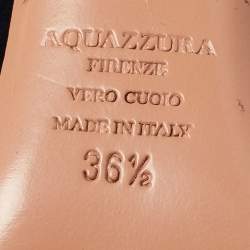 AQUAZZURA
FIRENZE
VERO CUOIO
MADE IN ITALY
36½